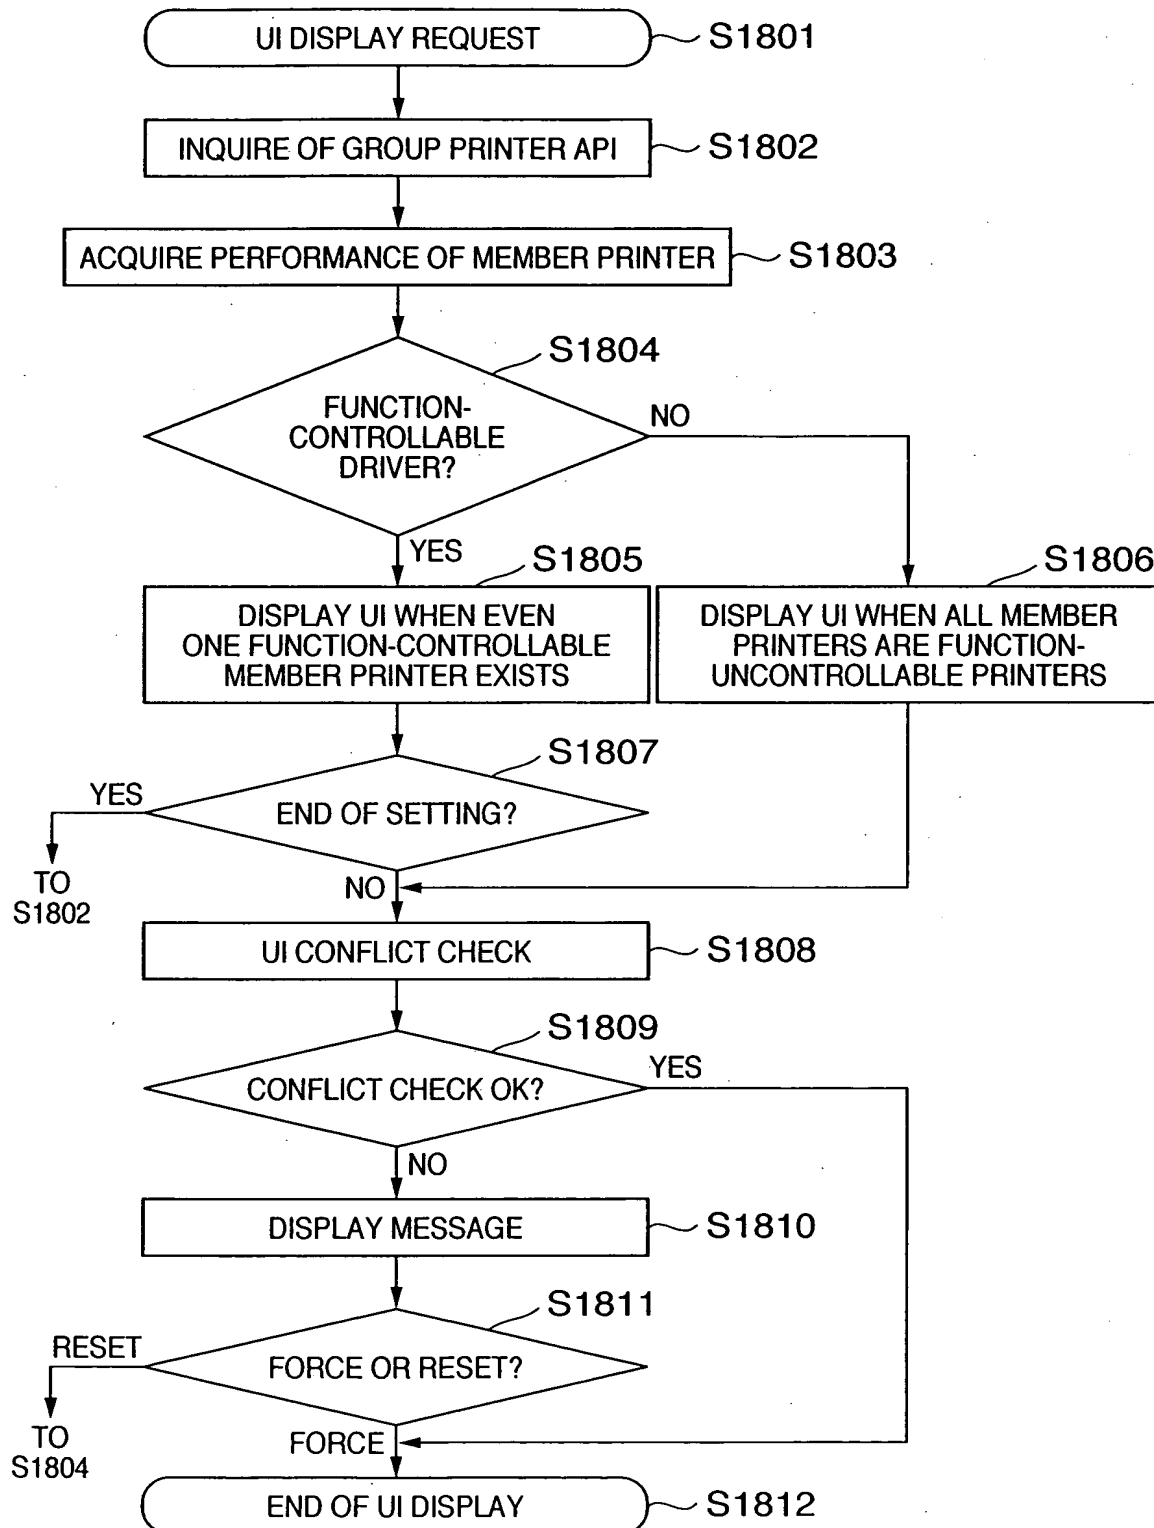 UI DISPLAY REQUEST
S1801
INQUIRE OF GROUP PRINTER API
S1802
ACQUIRE PERFORMANCE OF MEMBER PRINTER
S1803
S1804
FUNCTION-
CONTROLLABLE
DRIVER?
NO
YES
S1805
DISPLAY UI WHEN EVEN
ONE FUNCTION-CONTROLLABLE
MEMBER PRINTER EXISTS
S1806
DISPLAY UI WHEN ALL MEMBER
PRINTERS ARE FUNCTION-
UNCONTROLLABLE PRINTERS
S1807
END OF SETTING?
YES
TO
S1802
NO
UI CONFLICT CHECK
S1808
S1809
CONFLICT CHECK OK?
YES
NO
DISPLAY MESSAGE
S1810
S1811
FORCE OR RESET?
RESET
TO
S1804
FORCE
END OF UI DISPLAY
S1812